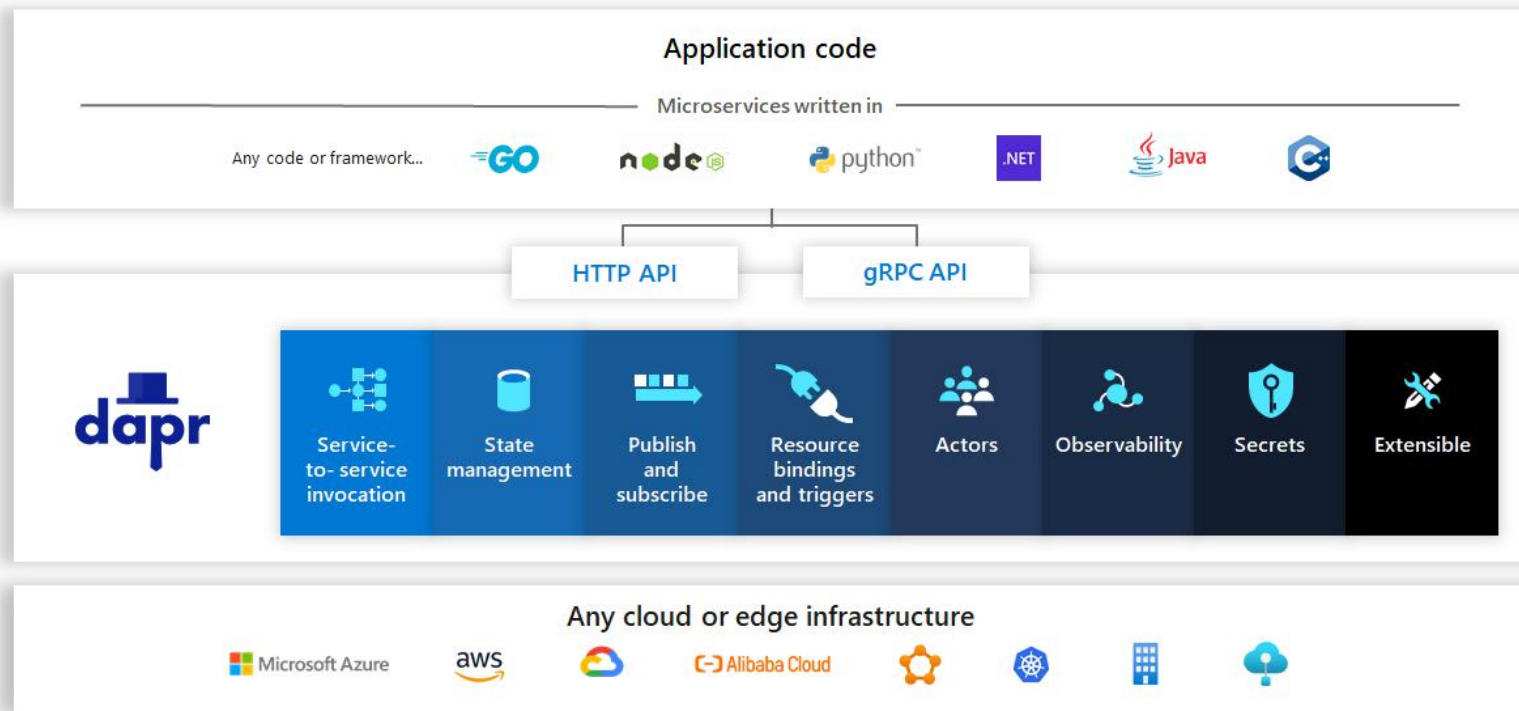 Application code
Microservices written in
Any code or framework...
GO
node JS
python™
.NET
Java
C++
HTTP API
gRPC API
dapr
Service-
to- service
invocation
State
management
Publish
and
subscribe
Resource
bindings
and triggers
Actors
Observability
Secrets
Extensible
Any cloud or edge infrastructure
Microsoft Azure
aws
Alibaba Cloud